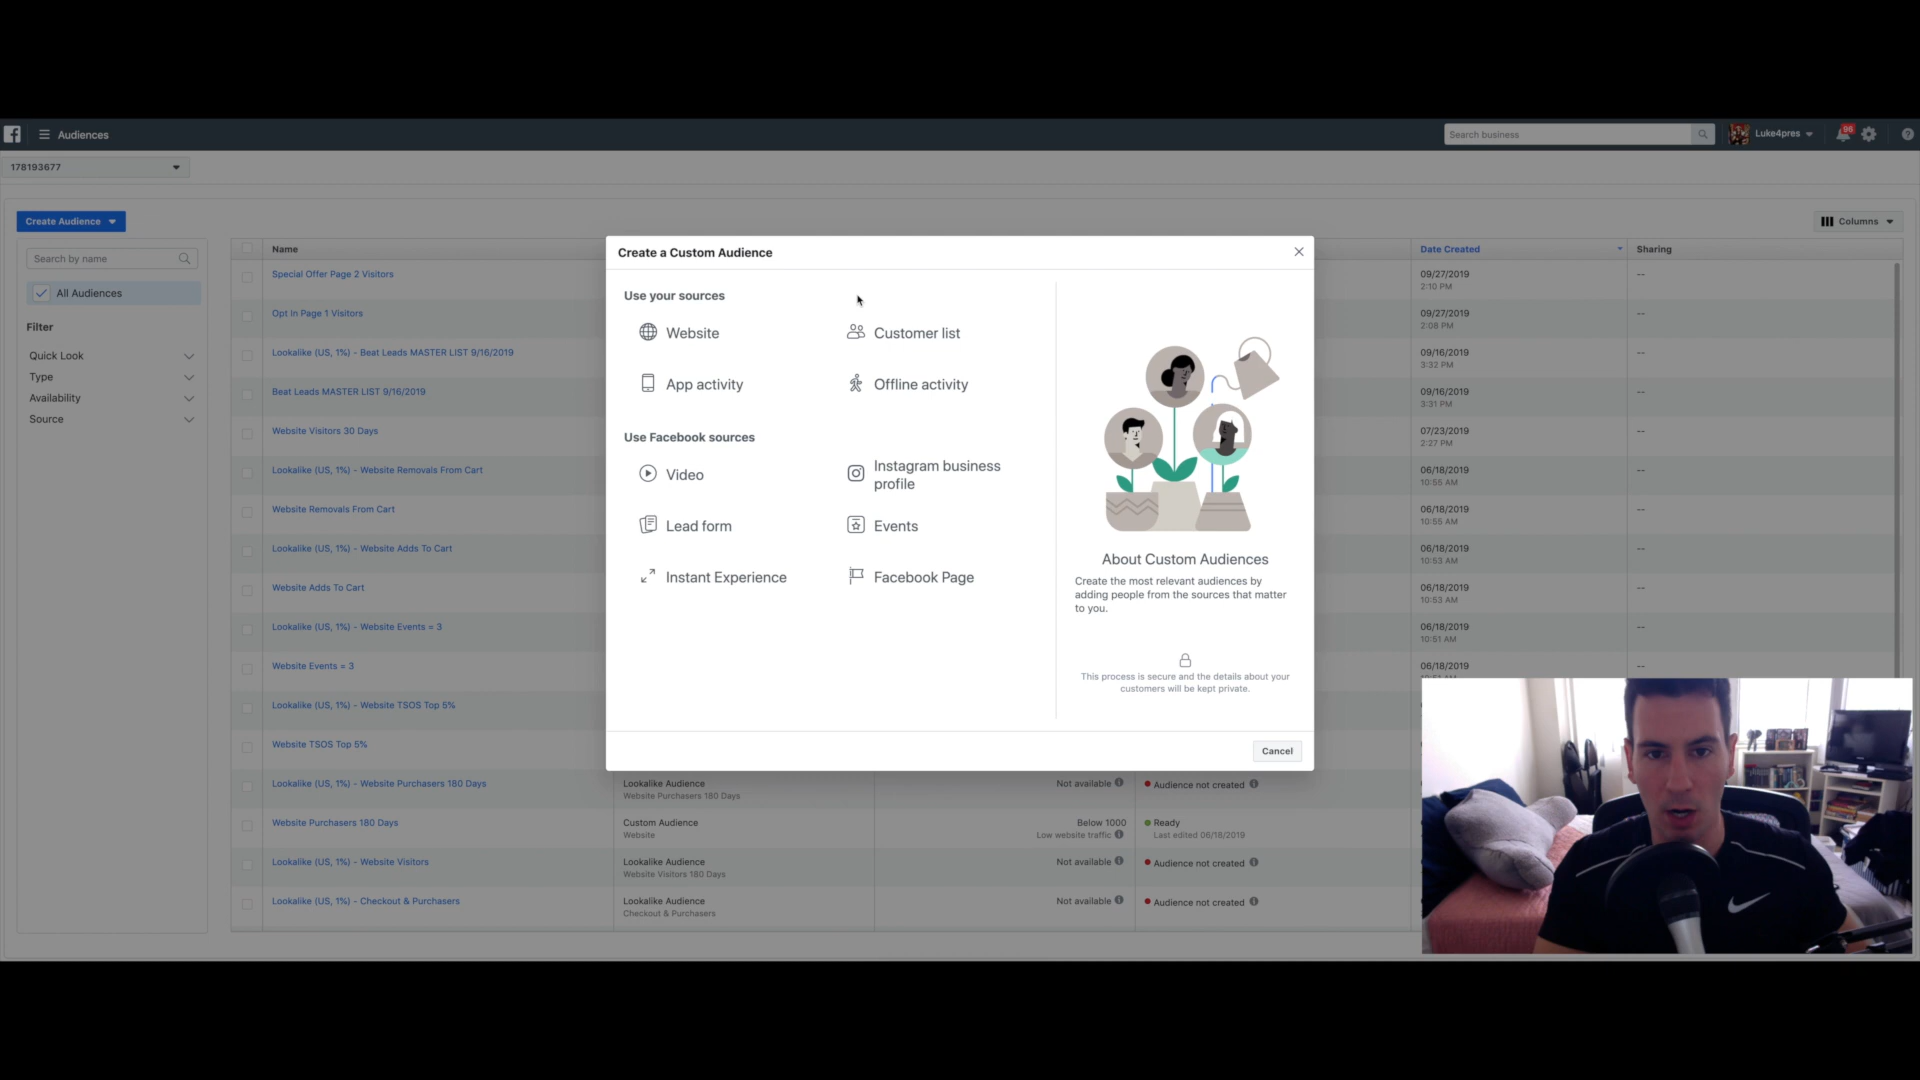 Audiences
Search business
Luke4pres
96
178193677
Create Audience
Columns
Search by name
All Audiences
Filter
Quick Look
Type
Availability
Source
Name
Date Created
Sharing
Special Offer Page 2 Visitors
09/27/2019
2:10 PM
--
Opt In Page 1 Visitors
09/27/2019
2:08 PM
--
Lookalike (US, 1%) - Beat Leads MASTER LIST 9/16/2019
09/16/2019
3:32 PM
--
Beat Leads MASTER LIST 9/16/2019
09/16/2019
3:31 PM
--
Website Visitors 30 Days
07/23/2019
2:27 PM
--
Lookalike (US, 1%) - Website Removals From Cart
06/18/2019
10:55 AM
--
Website Removals From Cart
06/18/2019
10:55 AM
--
Lookalike (US, 1%) - Website Adds To Cart
06/18/2019
10:53 AM
--
Website Adds To Cart
06/18/2019
10:53 AM
--
Lookalike (US, 1%) - Website Events = 3
06/18/2019
10:51 AM
--
Website Events = 3
06/18/2019
--
Lookalike (US, 1%) - Website TSOS Top 5%
Website TSOS Top 5%
Lookalike (US, 1%) - Website Purchasers 180 Days
Lookalike Audience
Website Purchasers 180 Days
Not available
Audience not created
Website Purchasers 180 Days
Custom Audience
Website
Below 1000
Low website traffic
Ready
Last edited 06/18/2019
Lookalike (US, 1%) - Website Visitors
Lookalike Audience
Website Visitors 180 Days
Not available
Audience not created
Lookalike (US, 1%) - Checkout & Purchasers
Lookalike Audience
Checkout & Purchasers
Not available
Audience not created
Create a Custom Audience
Use your sources
Website
Customer list
App activity
Offline activity
Use Facebook sources
Video
Instagram business
profile
Lead form
Events
Instant Experience
Facebook Page
About Custom Audiences
Create the most relevant audiences by
adding people from the sources that matter
to you.
This process is secure and the details about your
customers will be kept private.
Cancel